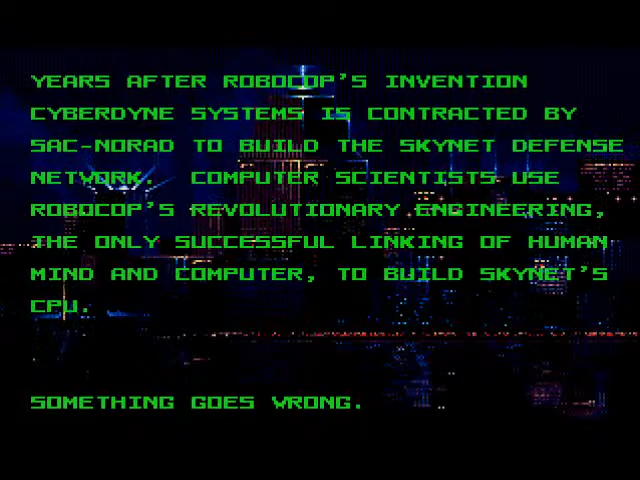 YEARS AFTER ROBOCOP'S INVENTION
CYBERDYNE SYSTEMS IS CONTRACTED BY
SAC-NORAD TO BUILD THE SKYNET DEFENSE
NETWORK.  COMPUTER SCIENTISTS USE
ROBOCOP'S REVOLUTIONARY ENGINEERING,
THE ONLY SUCCESSFUL LINKING OF HUMAN
MIND AND COMPUTER, TO BUILD SKYNET'S
CPU.
SOMETHING GOES WRONG.